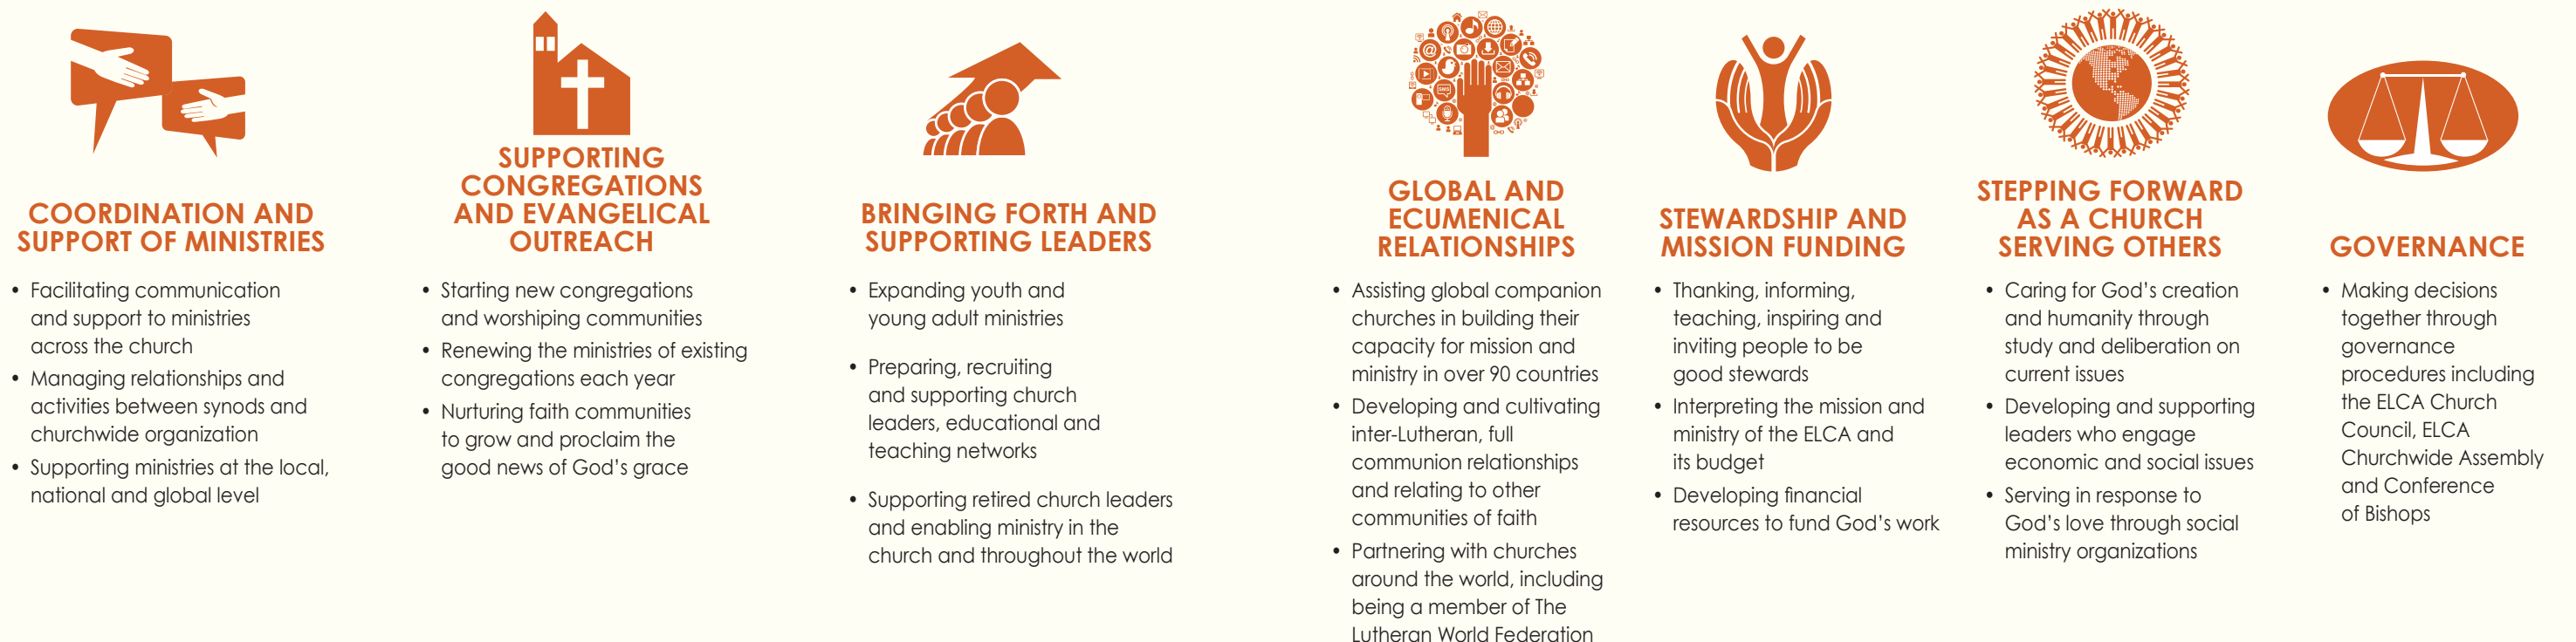 COORDINATION AND
SUPPORT OF MINISTRIES
• Facilitating communication
and support to ministries
across the church
• Managing relationships and
activities between synods and
churchwide organization
• Supporting ministries at the local,
national and global level
SUPPORTING
CONGREGATIONS
AND EVANGELICAL
OUTREACH
• Starting new congregations
and worshiping communities
• Renewing the ministries of existing
congregations each year
• Nurturing faith communities
to grow and proclaim the
good news of God's grace
BRINGING FORTH AND
SUPPORTING LEADERS
• Expanding youth and
young adult ministries
• Preparing, recruiting
and supporting church
leaders, educational and
teaching networks
• Supporting retired church leaders
and enabling ministry in the
church and throughout the world
SNS
GLOBAL AND
ECUMENICAL
RELATIONSHIPS
• Assisting global companion
churches in building their
capacity for mission and
ministry in over 90 countries
• Developing and cultivating
inter-Lutheran, full
communion relationships
and relating to other
communities of faith
• Partnering with churches
around the world, including
being a member of The
Lutheran World Federation
STEWARDSHIP AND
MISSION FUNDING
• Thanking, informing,
teaching, inspiring and
inviting people to be
good stewards
• Interpreting the mission and
ministry of the ELCA and
its budget
• Developing financial
resources to fund God's work
STEPPING FORWARD
AS A CHURCH
SERVING OTHERS
• Caring for God's creation
and humanity through
study and deliberation on
current issues
• Developing and supporting
leaders who engage
economic and social issues
• Serving in response to
God's love through social
ministry organizations
GOVERNANCE
• Making decisions
together through
governance
procedures including
the ELCA Church
Council, ELCA
Churchwide Assembly
and Conference
of Bishops